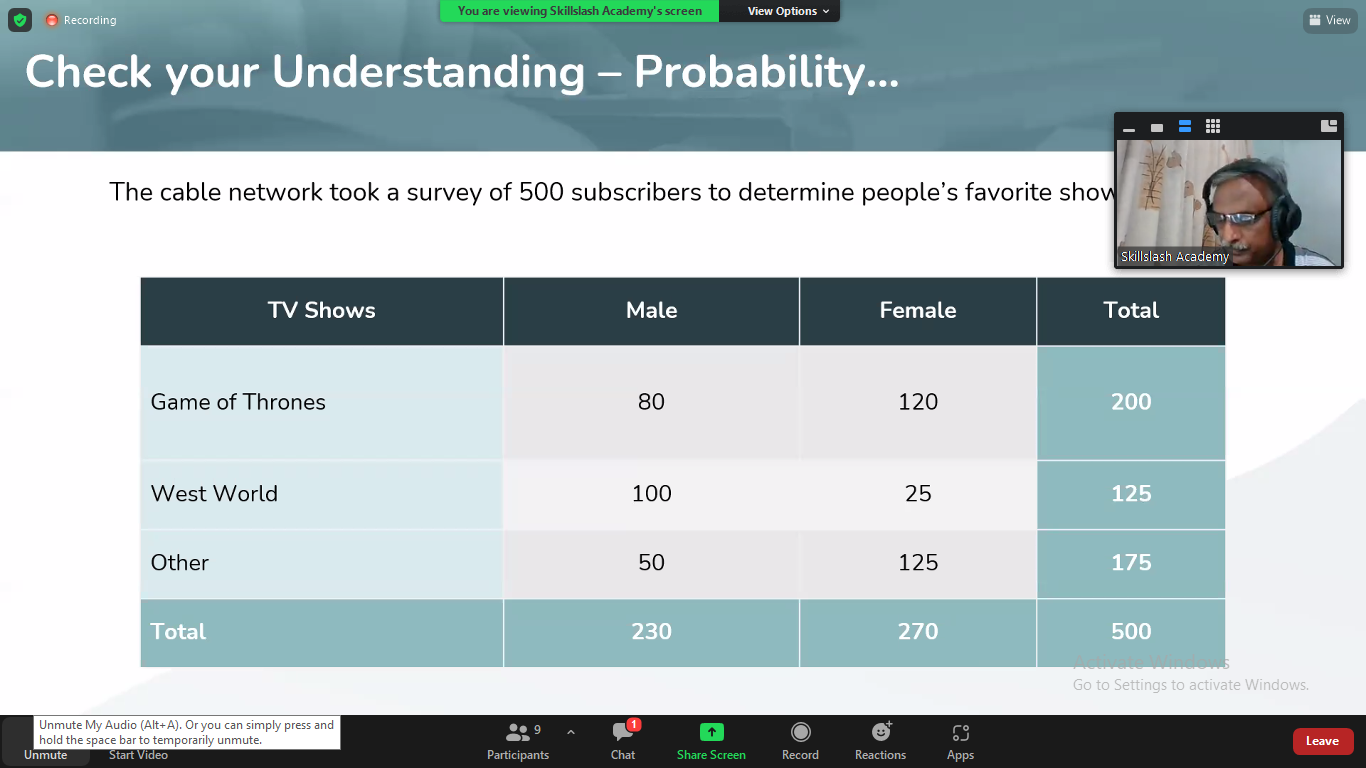 Recording
You are viewing Skillslash Academy's screen
View Options
View
Check your Understanding – Probability...
The cable network took a survey of 500 subscribers to determine people's favorite show
Skillslash Academy
TV Shows Male Female Total
Game of Thrones 80 120 200
West World 100 25 125
Other 50 125 175
Total 230 270 500
Activate Windows
Go to Settings to activate Windows.
Unmute My Audio (Alt+A). Or you can simply press and
hold the space bar to temporarily unmute.
9
1
Unmute Start Video Participants Chat Share Screen Record Reactions Apps Leave